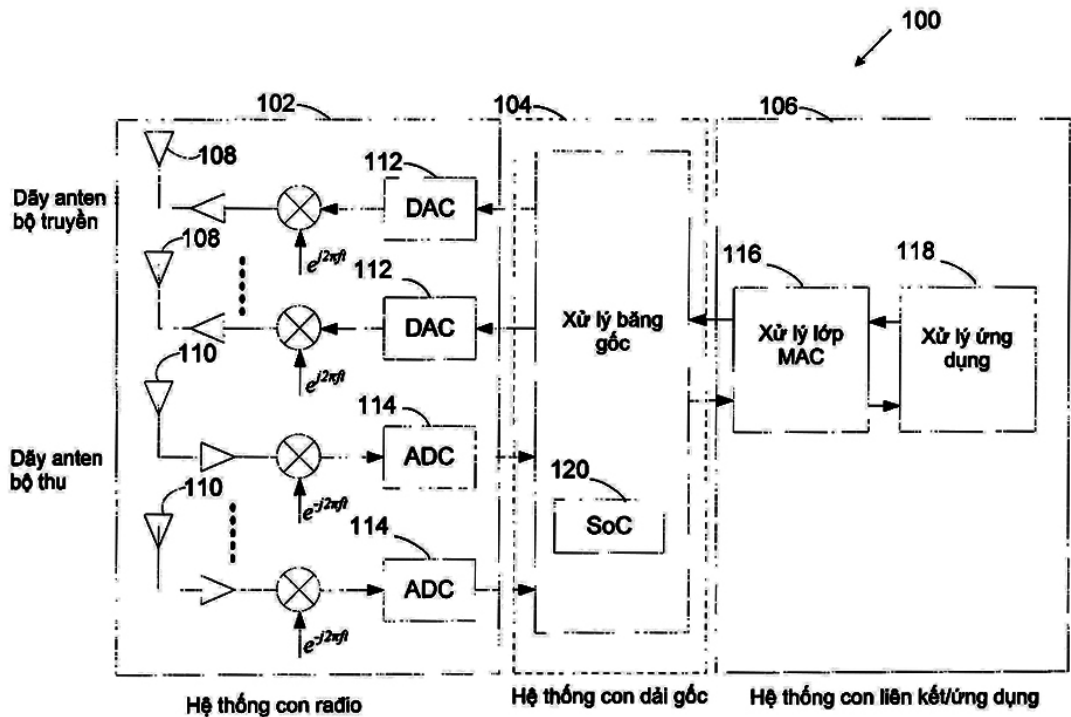 100
102
104
106
108
112
Dãy anten
bộ truyền
DAC
e^{j2πft}
108
112
DAC
Xử lý băng
gốc
116
118
Xử lý lớp
MAC
Xử lý ứng
dụng
e^{j2πft}
110
114
Dãy anten
bộ thu
ADC
e^{-j2πft}
110
120
SoC
114
ADC
e^{-j2πft}
Hệ thống con rađio
Hệ thống con dải gốc
Hệ thống con liên kết/ứng dụng